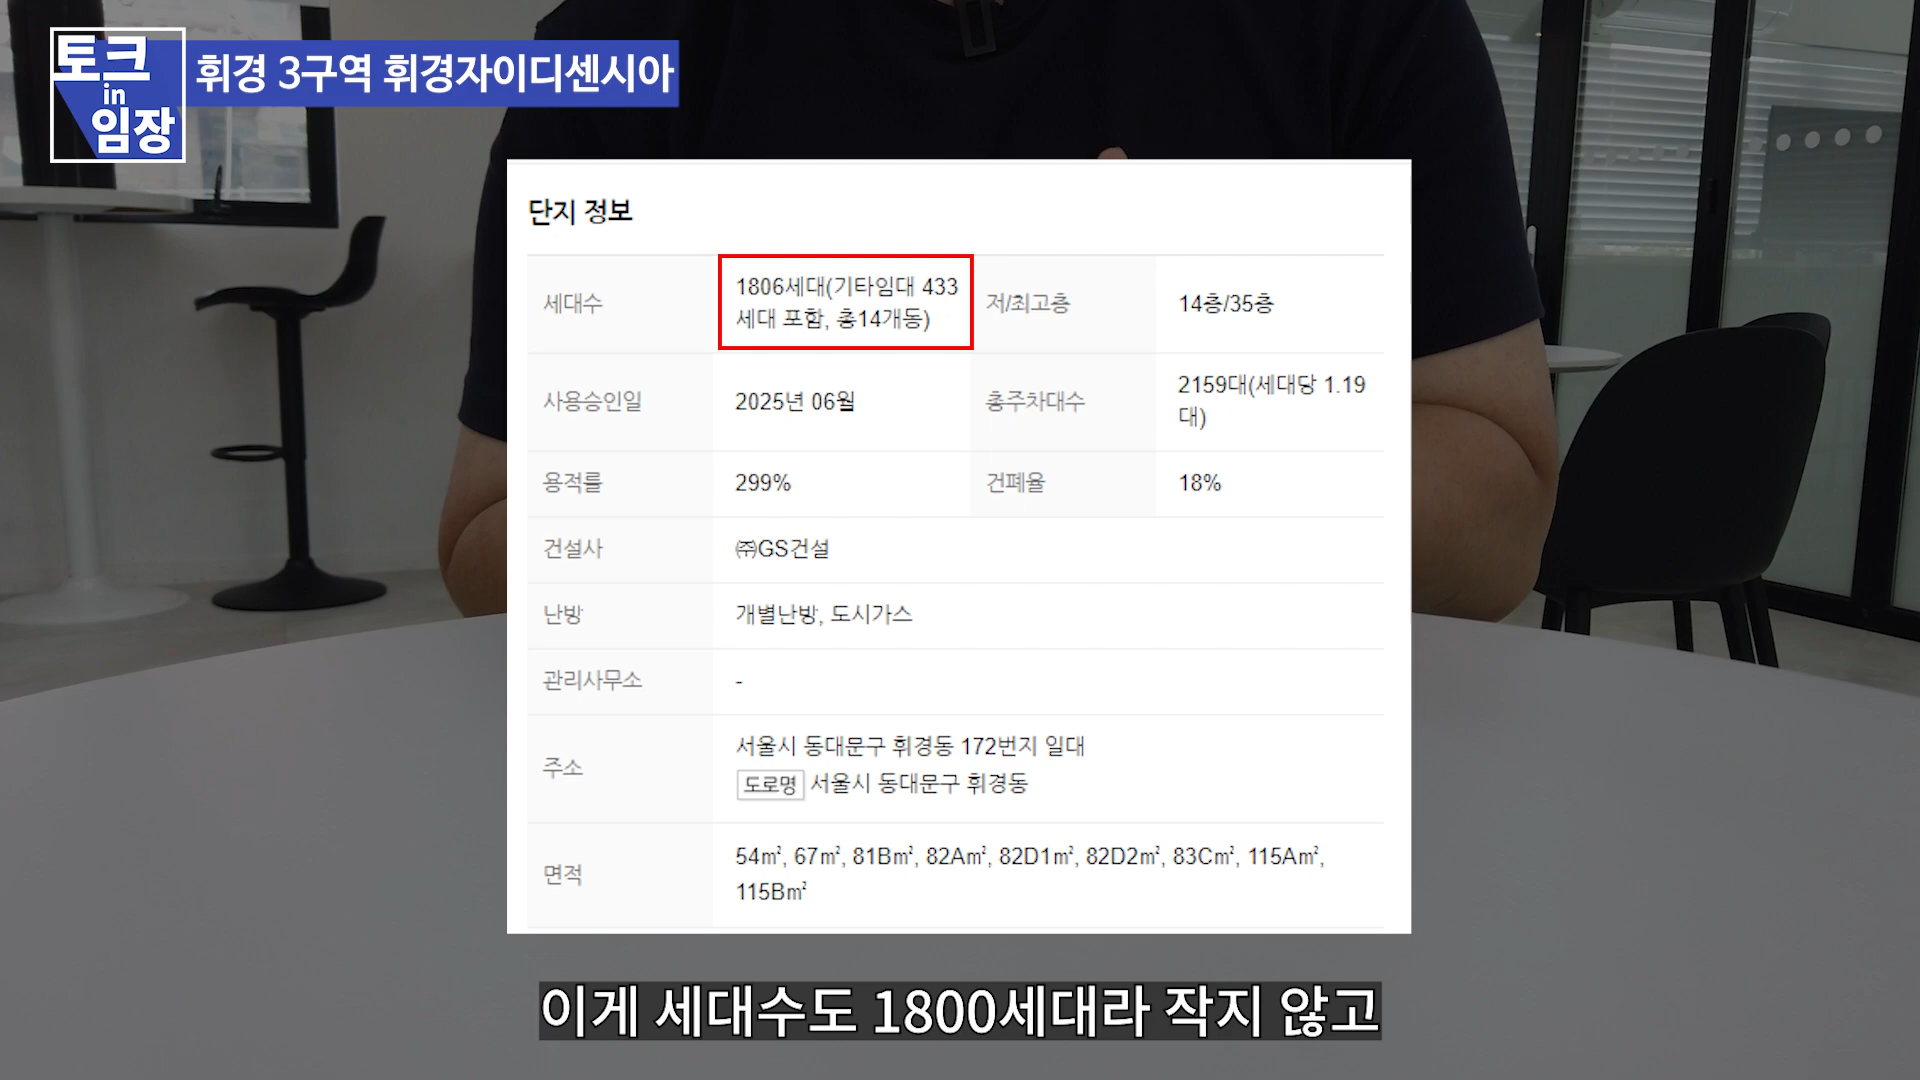 토크
in
임장
휘경 3구역 휘경자이디센시아
단지 정보
세대수
1806세대(기타임대 433
세대 포함, 총14개동)
저/최고층
14층/35층
사용승인일
2025년 06월
총주차대수
2159대(세대당 1.19
대)
용적률
299%
건폐율
18%
건설사
㈜GS건설
난방
개별난방, 도시가스
관리사무소
-
주소
서울시 동대문구 휘경동 172번지 일대
도로명 서울시 동대문구 휘경동
면적
54㎡, 67㎡, 81B㎡, 82A㎡, 82D1㎡, 82D2㎡, 83C㎡, 115A㎡,
115B㎡
이게 세대수도 1800세대라 작지 않고